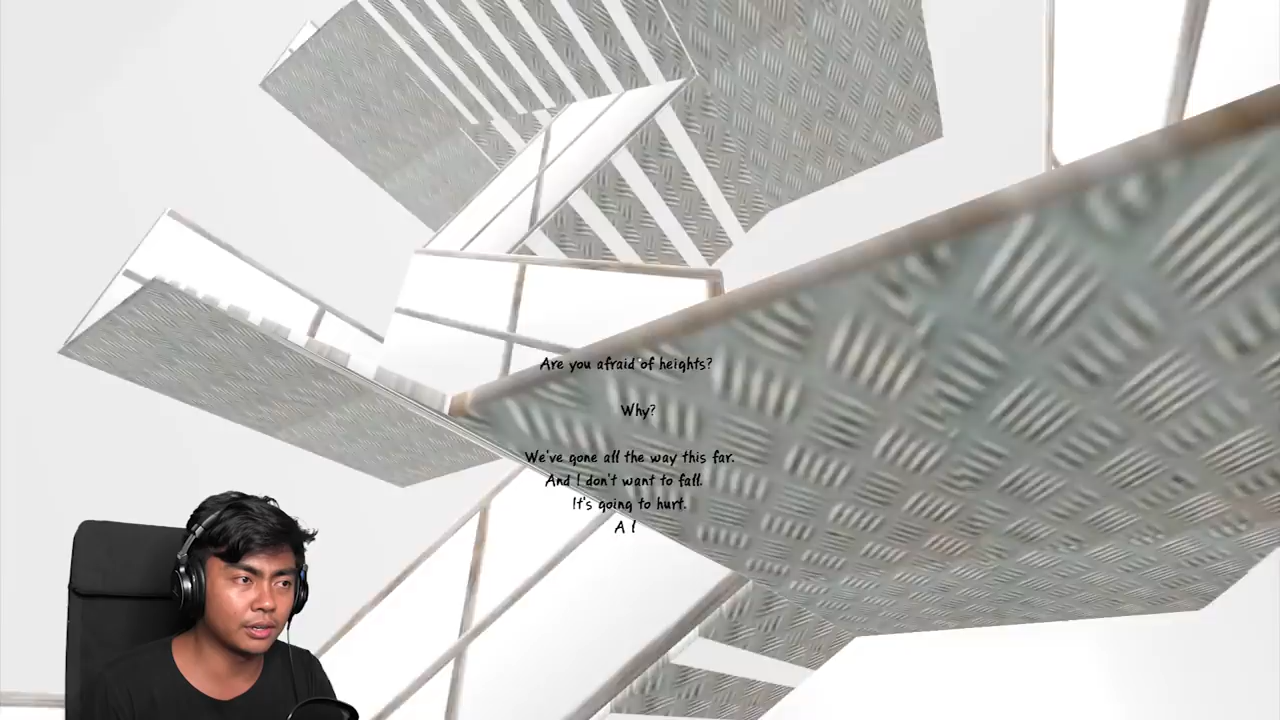 Are you afraid of heights?
Why?
We've gone all the way this far.
And I don't want to fall.
It's going to hurt.
A l